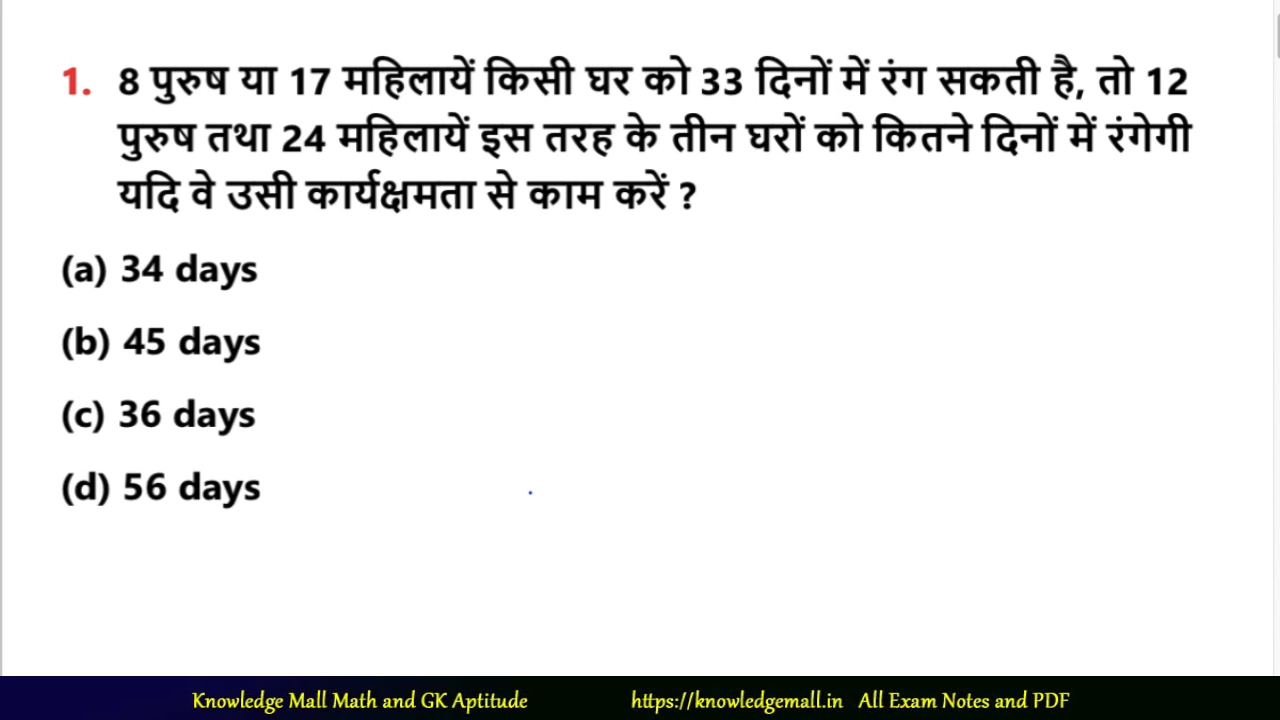 1. 8 पुरुष या 17 महिलायें किसी घर को 33 दिनों में रंग सकती है, तो 12
पुरुष तथा 24 महिलायें इस तरह के तीन घरों को कितने दिनों में रंगेगी
यदि वे उसी कार्यक्षमता से काम करें ?
(a) 34 days
(b) 45 days
(c) 36 days
(d) 56 days
Knowledge Mall Math and GK Aptitude https://knowledgemall.in All Exam Notes and PDF